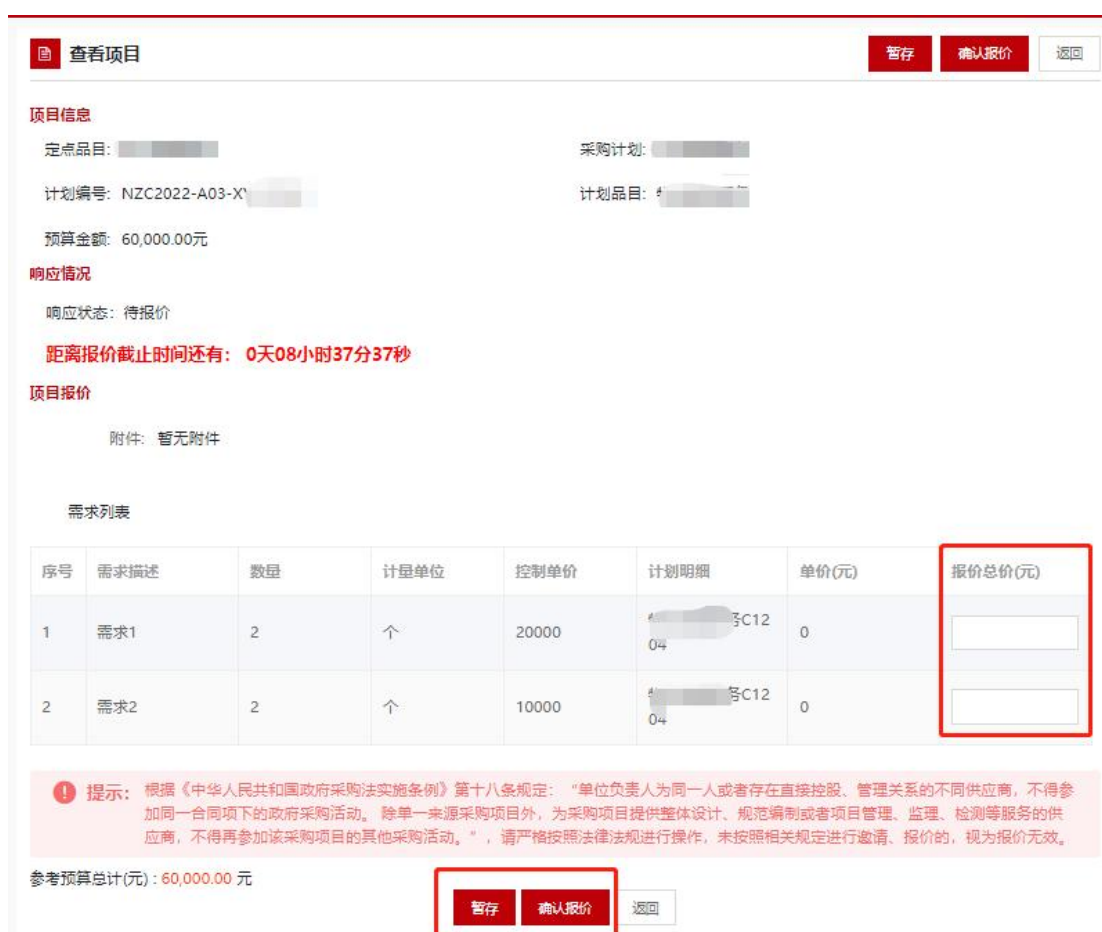 查看项目 暂存 确认报价 返回
项目信息
定点品目: 采购计划:
计划编号: NZC2022-A03-XY 计划品目:
预算金额: 60,000.00元
响应情况
响应状态: 待报价
距离报价截止时间还有: 0天08小时37分37秒
项目报价
附件: 暂无附件
需求列表
序号 需求描述 数量 计量单位 控制单价 计划明细 单价(元) 报价总价(元)
1 需求1 2 个 20000 务C12 0
04
2 需求2 2 个 10000 务C12 0
04
提示: 根据《中华人民共和国政府采购法实施条例》第十八条规定: “单位负责人为同一人或者存在直接控股、管理关系的不同供应商, 不得参
加同一合同项下的政府采购活动。 除单一来源采购项目外, 为采购项目提供整体设计、规范编制或者项目管理、监理、检测等服务的供
应商, 不得再参加该采购项目的其他采购活动。”, 请严格按照法律法规进行操作, 未按照相关规定进行邀请、报价的, 视为报价无效。
参考预算总计(元) : 60,000.00 元
暂存 确认报价 返回